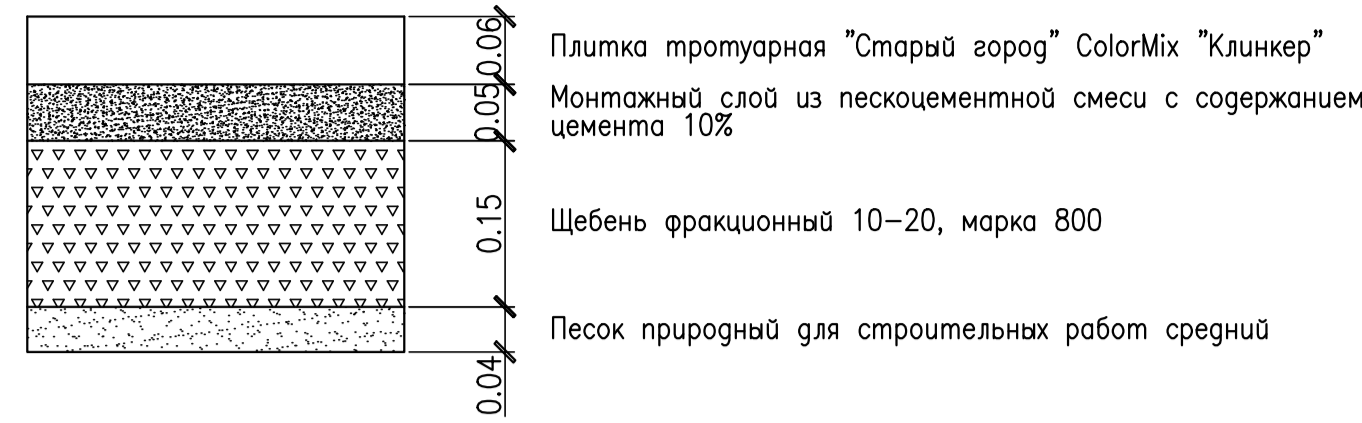 0.06
Плитка тротуарная "Старый город" ColorMix "Клинкер"
0.05
Монтажный слой из пескоцементной смеси с содержанием
цемента 10%
0.15
Щебень фракционный 10-20, марка 800
Песок природный для строительных работ средний
0.04